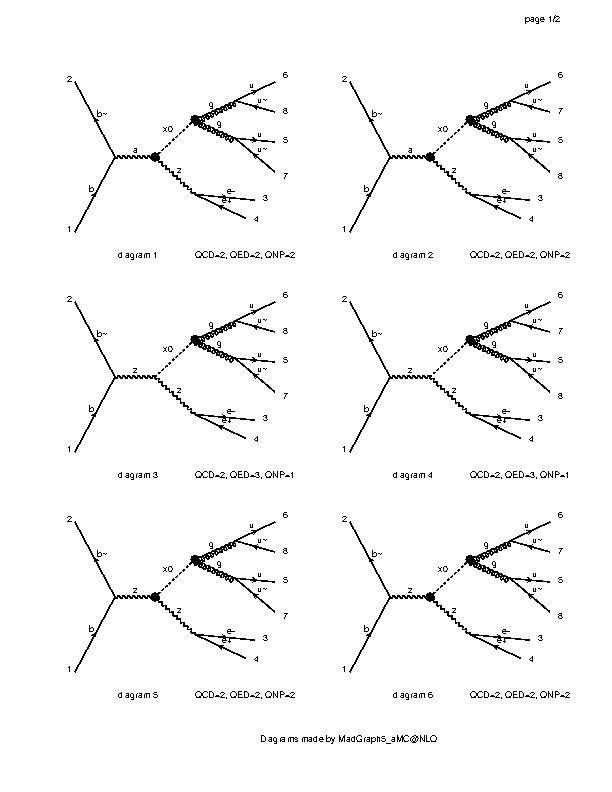 page 1/2
2 b~ b 1 a x0 z g g u u~ u u~ e- e+ 6 8 5 7 3 4
diagram 1 QCD=2, QED=2, QNP=2
2 b~ b 1 a x0 z g g u u~ u u~ e- e+ 6 7 5 8 3 4
diagram 2 QCD=2, QED=2, QNP=2
2 b~ b 1 z x0 z g g u u~ u u~ e- e+ 6 8 5 7 3 4
diagram 3 QCD=2, QED=3, QNP=1
2 b~ b 1 z x0 z g g u u~ u u~ e- e+ 6 7 5 8 3 4
diagram 4 QCD=2, QED=3, QNP=1
2 b~ b 1 z x0 z g g u u~ u u~ e- e+ 6 8 5 7 3 4
diagram 5 QCD=2, QED=2, QNP=2
2 b~ b 1 z x0 z g g u u~ u u~ e- e+ 6 7 5 8 3 4
diagram 6 QCD=2, QED=2, QNP=2
Diagrams made by MadGraph5_aMC@NLO